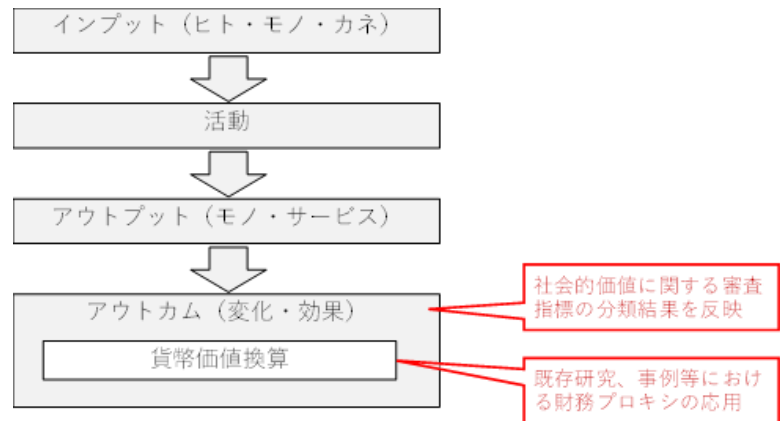 インプット（ヒト・モノ・カネ）
活動
アウトプット（モノ・サービス）
アウトカム（変化・効果）
貨幣価値換算
社会的価値に関する審査
指標の分類結果を反映
既存研究、事例等におけ
る財務プロキシの応用